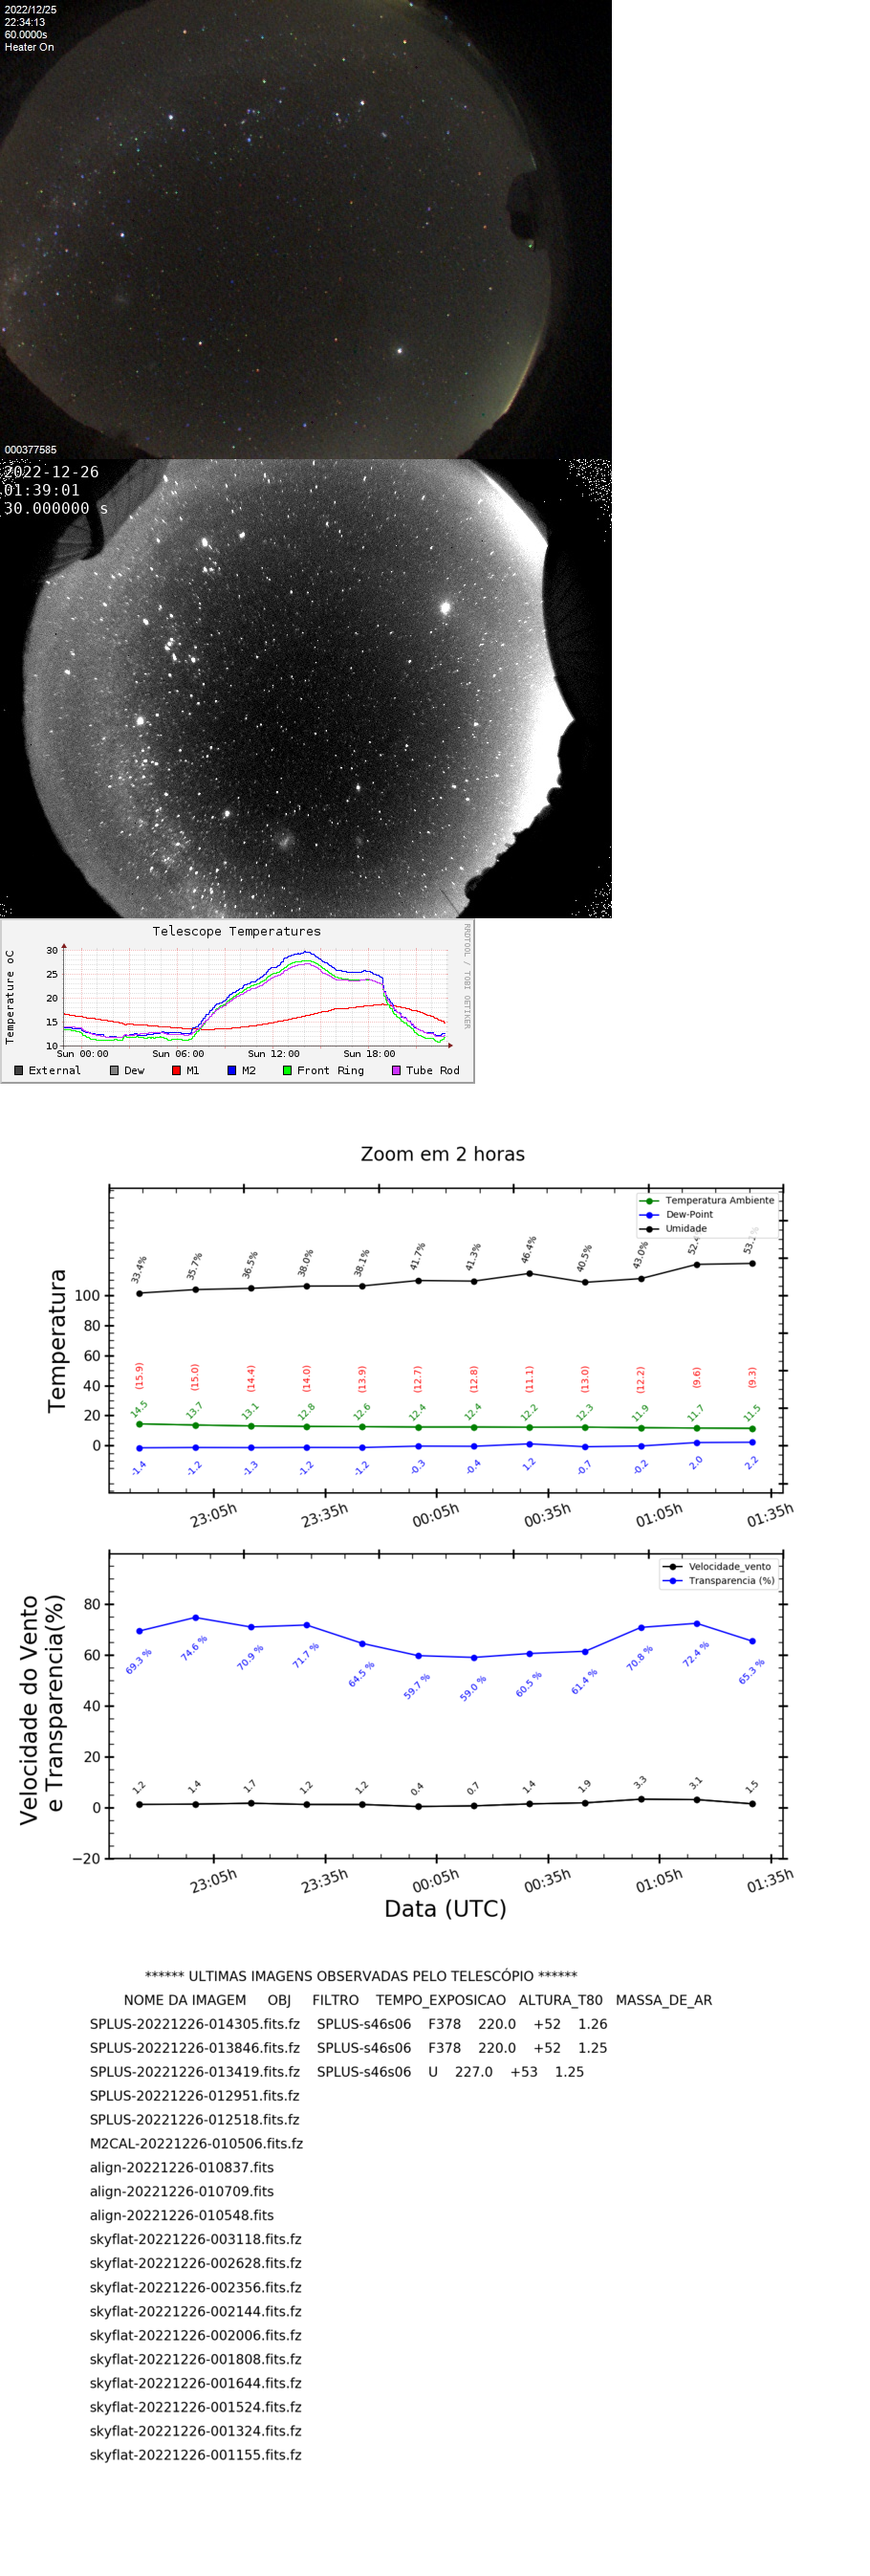 2022/12/25
22:34:13
60.0000s
Heater On
000377585
2022-12-26
01:39:01
30.000000 s
Telescope Temperatures
RRDTOOL / TOBI OETIKER
Temperature oC
30
25
20
15
10
Sun 00:00 Sun 06:00 Sun 12:00 Sun 18:00
External Dew M1 M2 Front Ring Tube Rod
Zoom em 2 horas
Temperatura Ambiente
Dew-Point
Umidade
33.4% 35.7% 36.5% 38.0% 38.1% 41.7% 41.3% 46.4% 40.5% 43.0%
Temperatura
100
80
60
40
20
0
(15.9) (15.0) (14.4) (14.0) (13.9) (12.7) (12.8) (11.1) (13.0) (12.2) (9.6) (9.3)
14.5 13.7 13.1 12.8 12.6 12.4 12.4 12.2 12.3 11.9 11.7 11.5
-1.4 -1.2 -1.3 -1.2 -1.2 -0.3 -0.4 1.2 -0.7 -0.2 2.0 2.2
23:05h 23:35h 00:05h 00:35h 01:05h 01:35h
Velocidade_vento
Transparencia (%)
Velocidade do Vento
e Transparencia(%)
80
60
40
20
0
−20
69.3 % 74.6 % 70.9 % 71.7 % 64.5 % 59.7 % 59.0 % 60.5 % 61.4 % 70.8 % 72.4 % 65.3 %
1.2 1.4 1.7 1.2 1.2 0.4 0.7 1.4 1.9 3.3 3.1 1.5
23:05h 23:35h 00:05h 00:35h 01:05h 01:35h
Data (UTC)
****** ULTIMAS IMAGENS OBSERVADAS PELO TELESCÓPIO ******
NOME DA IMAGEM OBJ FILTRO TEMPO_EXPOSICAO ALTURA_T80 MASSA_DE_AR
SPLUS-20221226-014305.fits.fz SPLUS-s46s06 F378 220.0 +52 1.26
SPLUS-20221226-013846.fits.fz SPLUS-s46s06 F378 220.0 +52 1.25
SPLUS-20221226-013419.fits.fz SPLUS-s46s06 U 227.0 +53 1.25
SPLUS-20221226-012951.fits.fz
SPLUS-20221226-012518.fits.fz
M2CAL-20221226-010506.fits.fz
align-20221226-010837.fits
align-20221226-010709.fits
align-20221226-010548.fits
skyflat-20221226-003118.fits.fz
skyflat-20221226-002628.fits.fz
skyflat-20221226-002356.fits.fz
skyflat-20221226-002144.fits.fz
skyflat-20221226-002006.fits.fz
skyflat-20221226-001808.fits.fz
skyflat-20221226-001644.fits.fz
skyflat-20221226-001524.fits.fz
skyflat-20221226-001324.fits.fz
skyflat-20221226-001155.fits.fz